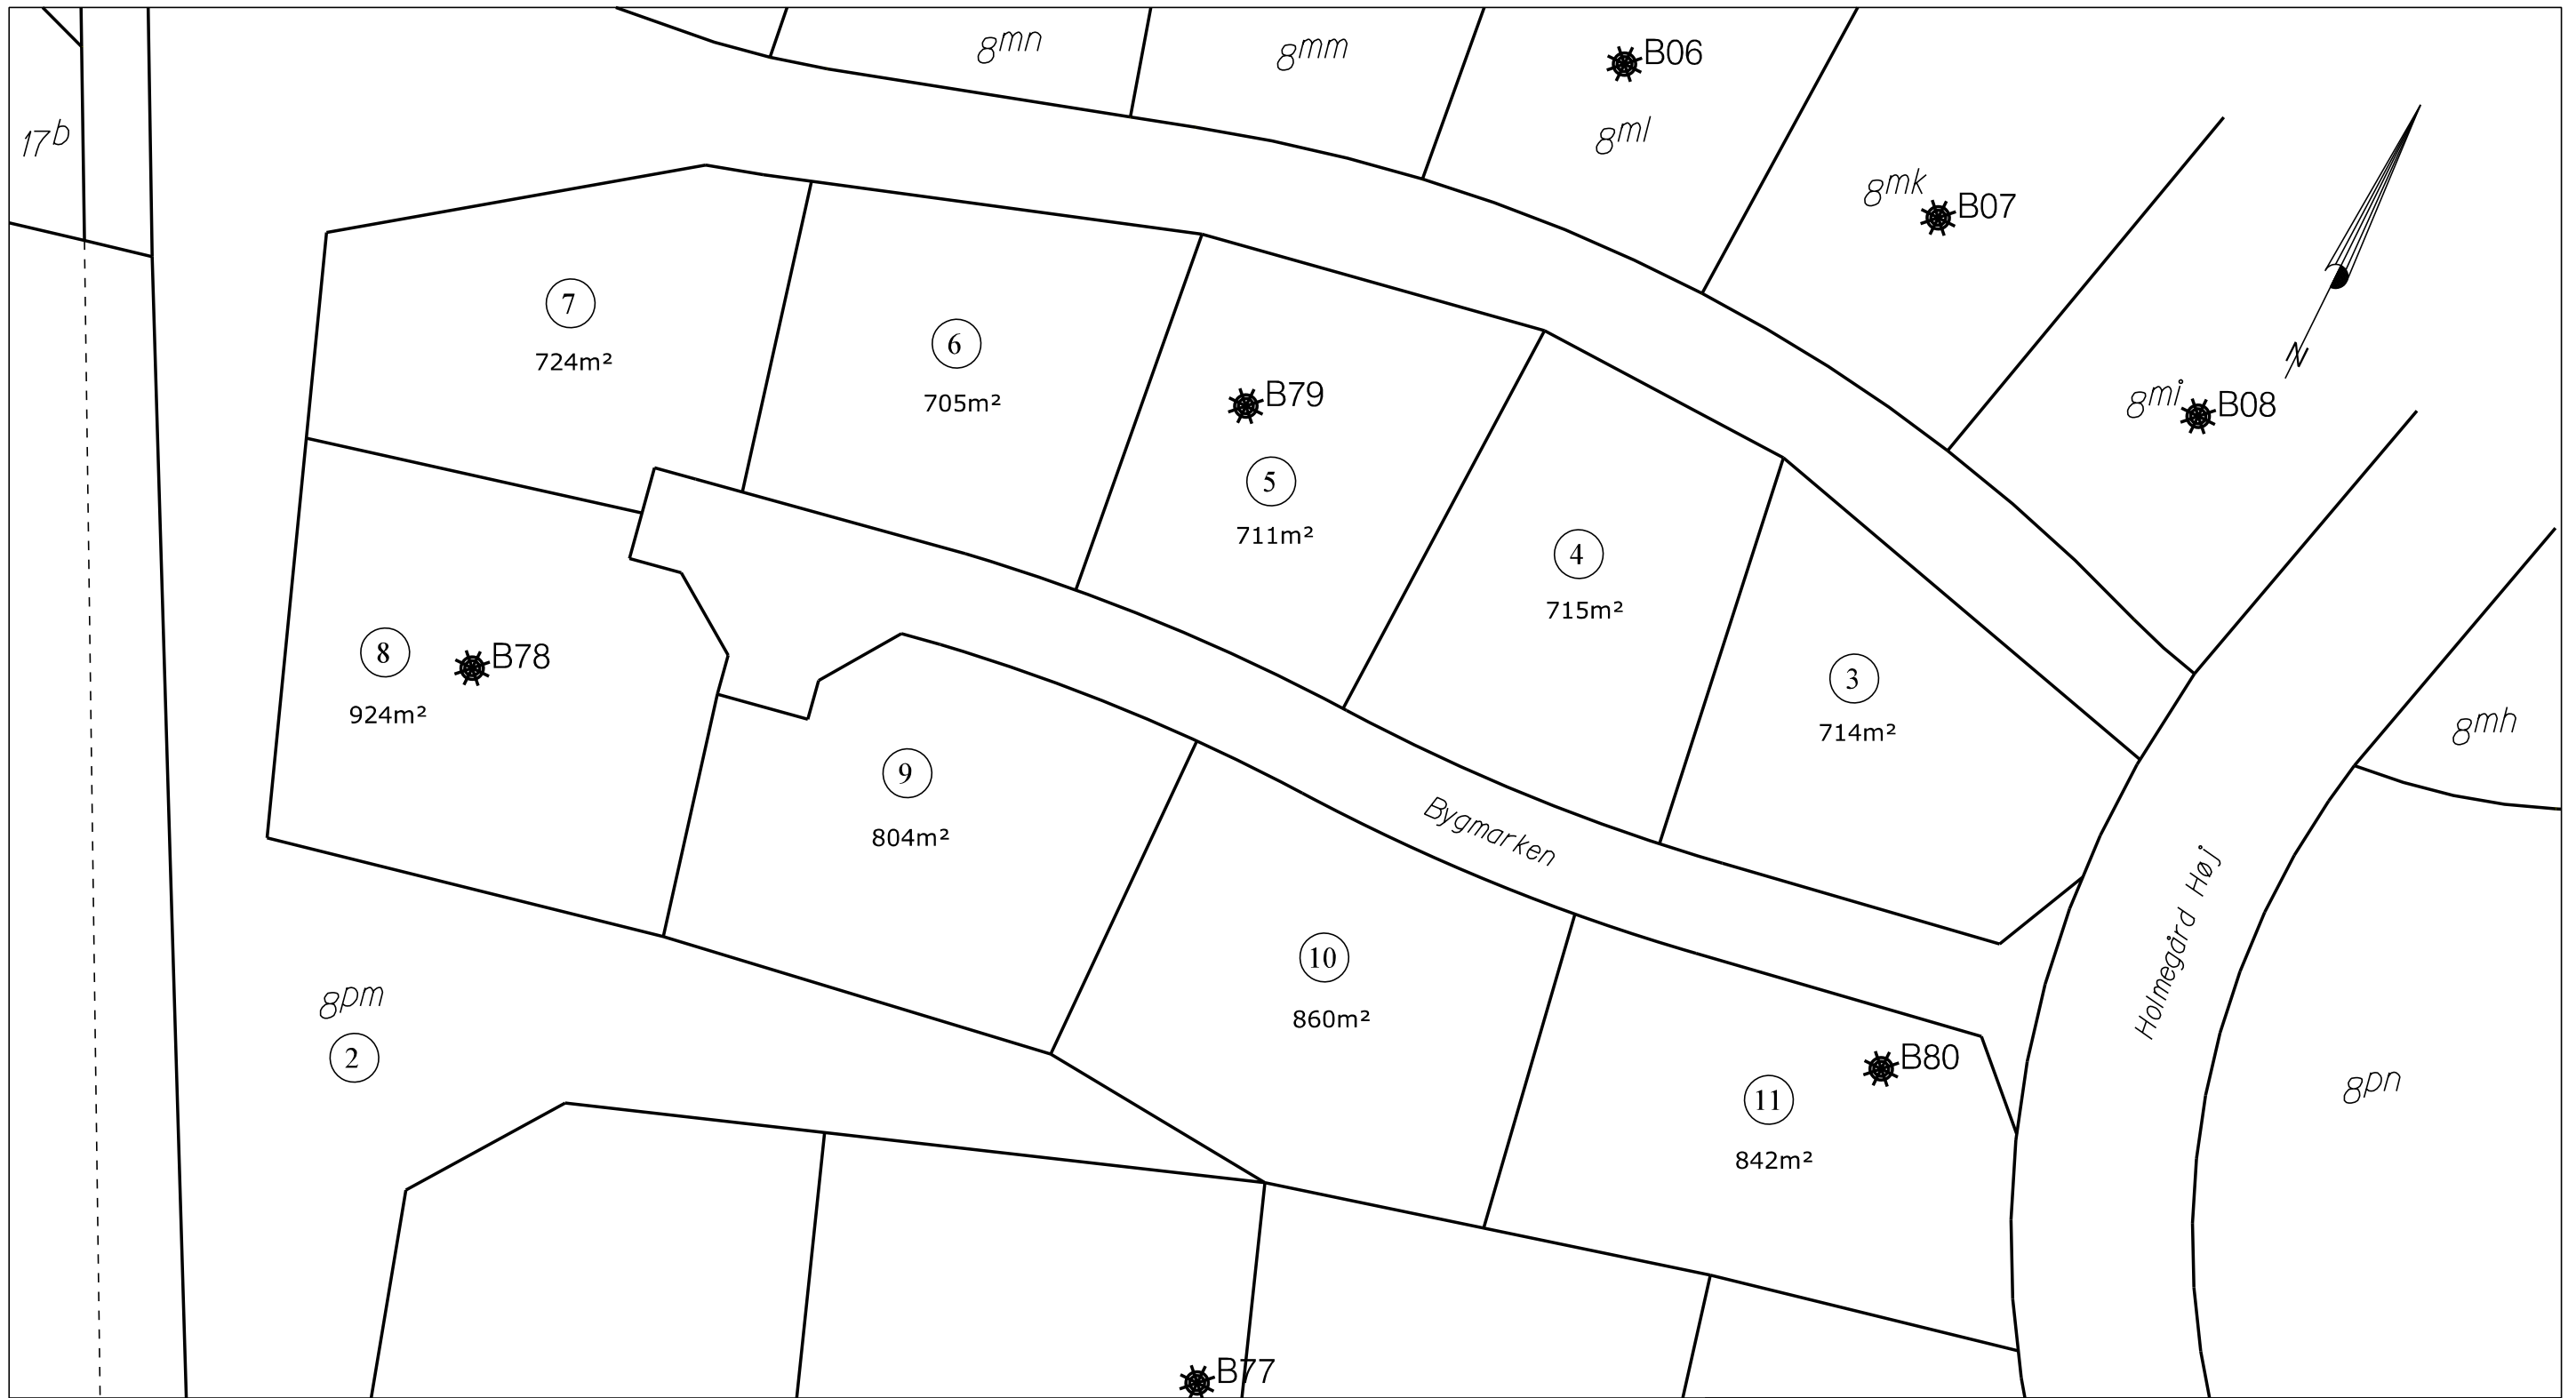 8mn
8mm
B06
8ml
17b
8mk
B07
7
724m²
6
705m²
B79
5
711m²
N
8mi
B08
4
715m²
8
B78
924m²
3
714m²
8mh
9
804m²
Bygmarken
Holmegård Høj
10
860m²
8pm
2
B80
11
842m²
8pn
B77